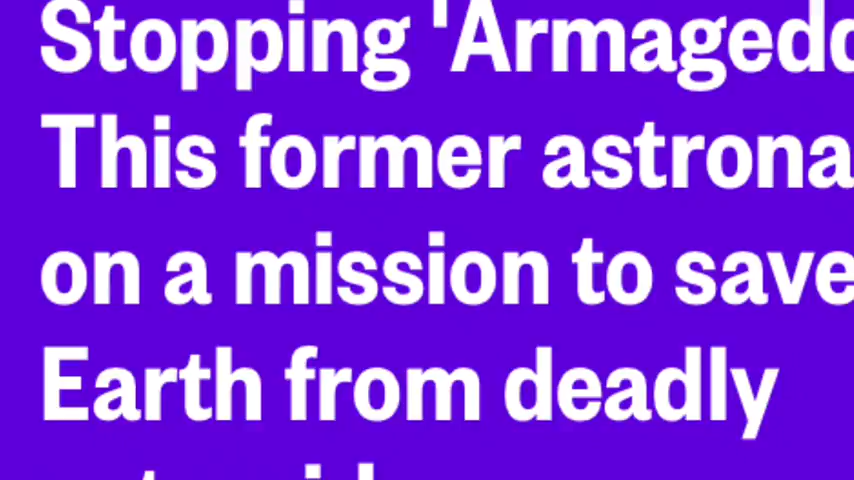 Stopping 'Armagedd
This former astrona
on a mission to save
Earth from deadly